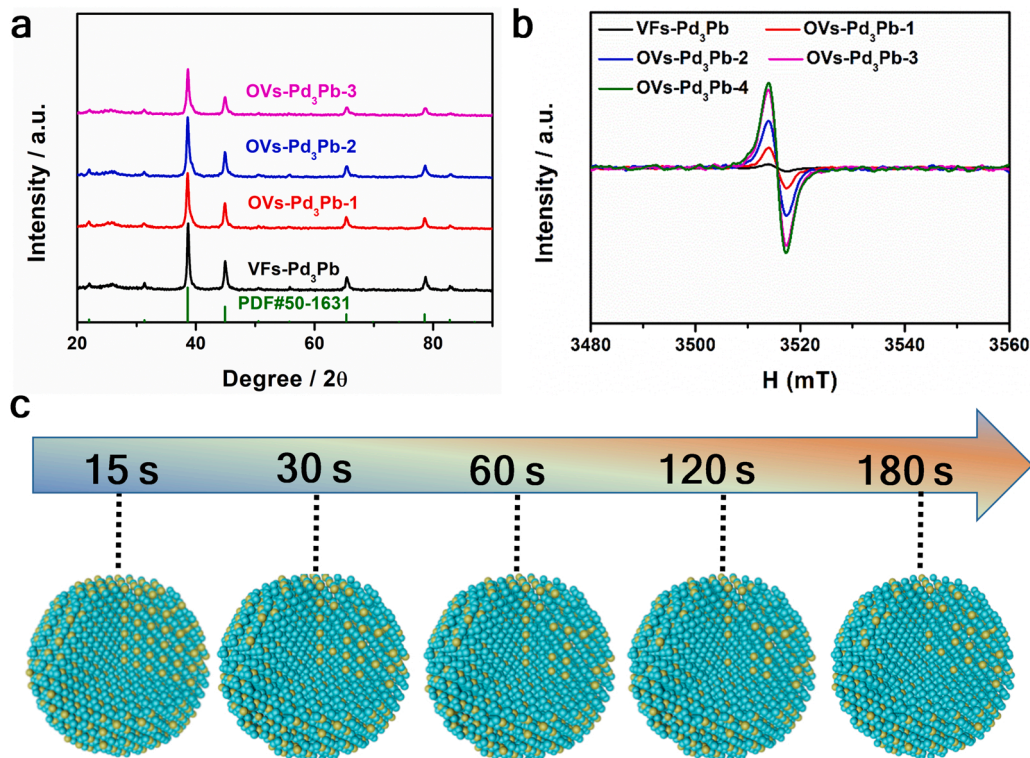 a
OVs-Pd₃Pb-3
OVs-Pd₃Pb-2
OVs-Pd₃Pb-1
VFs-Pd₃Pb
PDF#50-1631
Intensity / a.u.
20 40 60 80
Degree / 2θ
b
VFs-Pd₃Pb OVs-Pd₃Pb-1
OVs-Pd₃Pb-2 OVs-Pd₃Pb-3
OVs-Pd₃Pb-4
Intensity / a.u.
3480 3500 3520 3540 3560
H (mT)
c
15 s 30 s 60 s 120 s 180 s